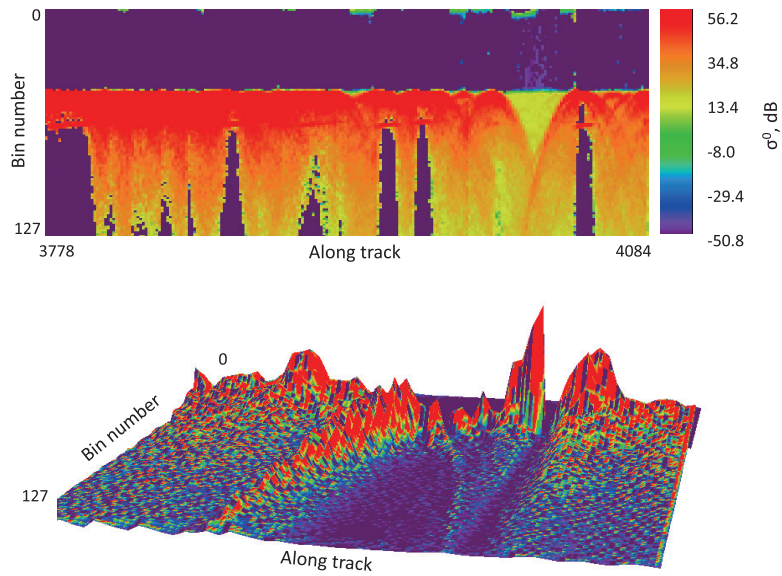 0
Bin number
127
3778
Along track
4084
56.2
34.8
13.4
-8.0
-29.4
-50.8
σ⁰, dB
0
Bin number
127
Along track